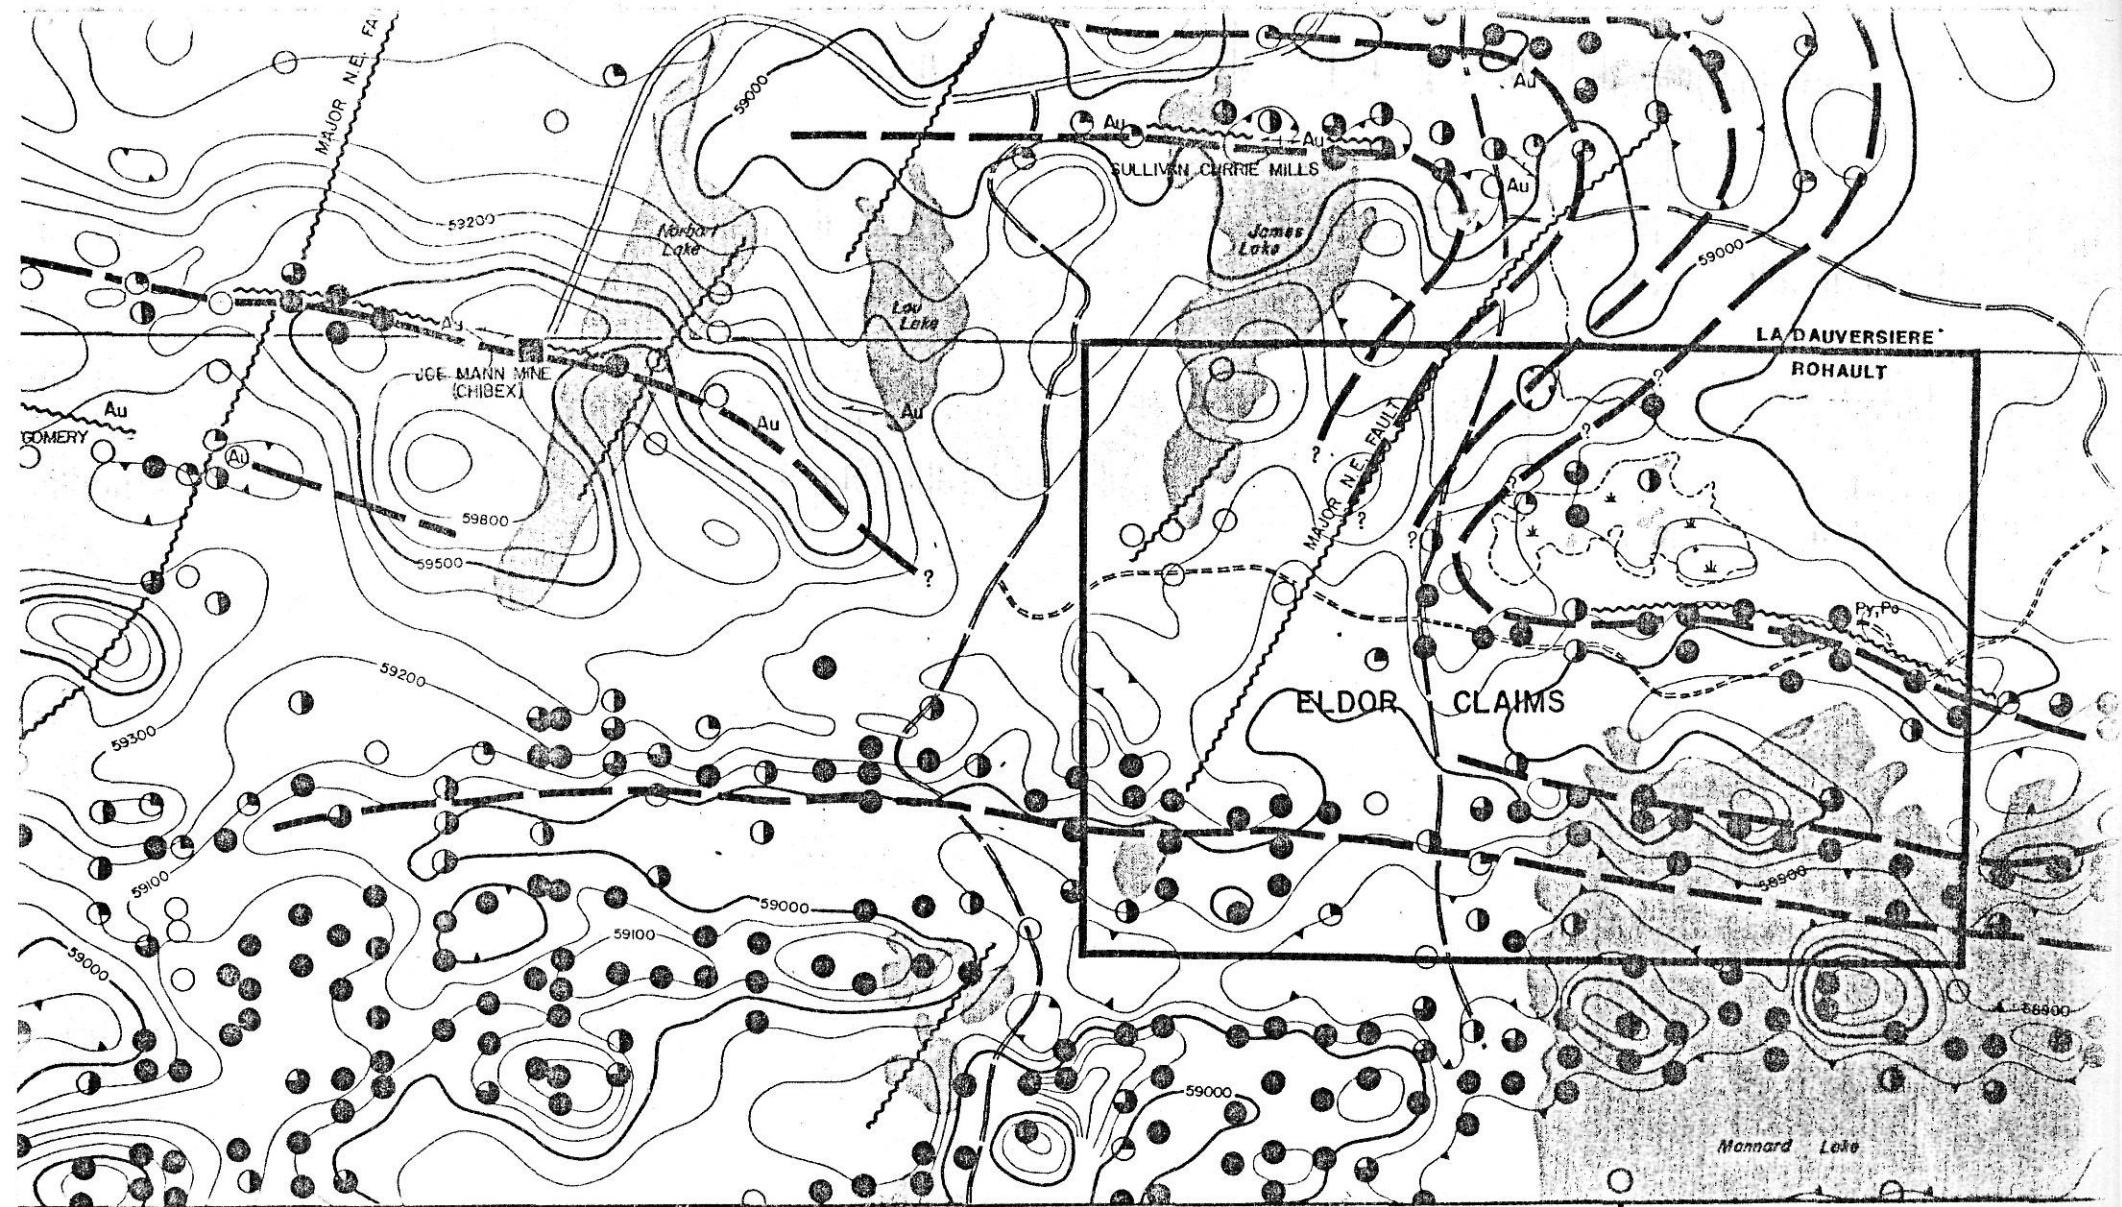 MAJOR N.E. FA
59000
Au
Au
Au
SULLIVAN CURRIE MILLS
Au
59200
Norbert
Lake
James
Lake
59000
Lou
Lake
Au
LA DAUVERSIERE
ROHAULT
JOE MANN MINE
(CHIBEX)
?
Au
GOMERY
Au
Au
Au
MAJOR N.E. FAULT
?
?
?
?
?
59800
59500
?
Py,Po
59200
ELDOR CLAIMS
59300
59100
58900
59000
59100
59000
58900
59000
Mannard Lake